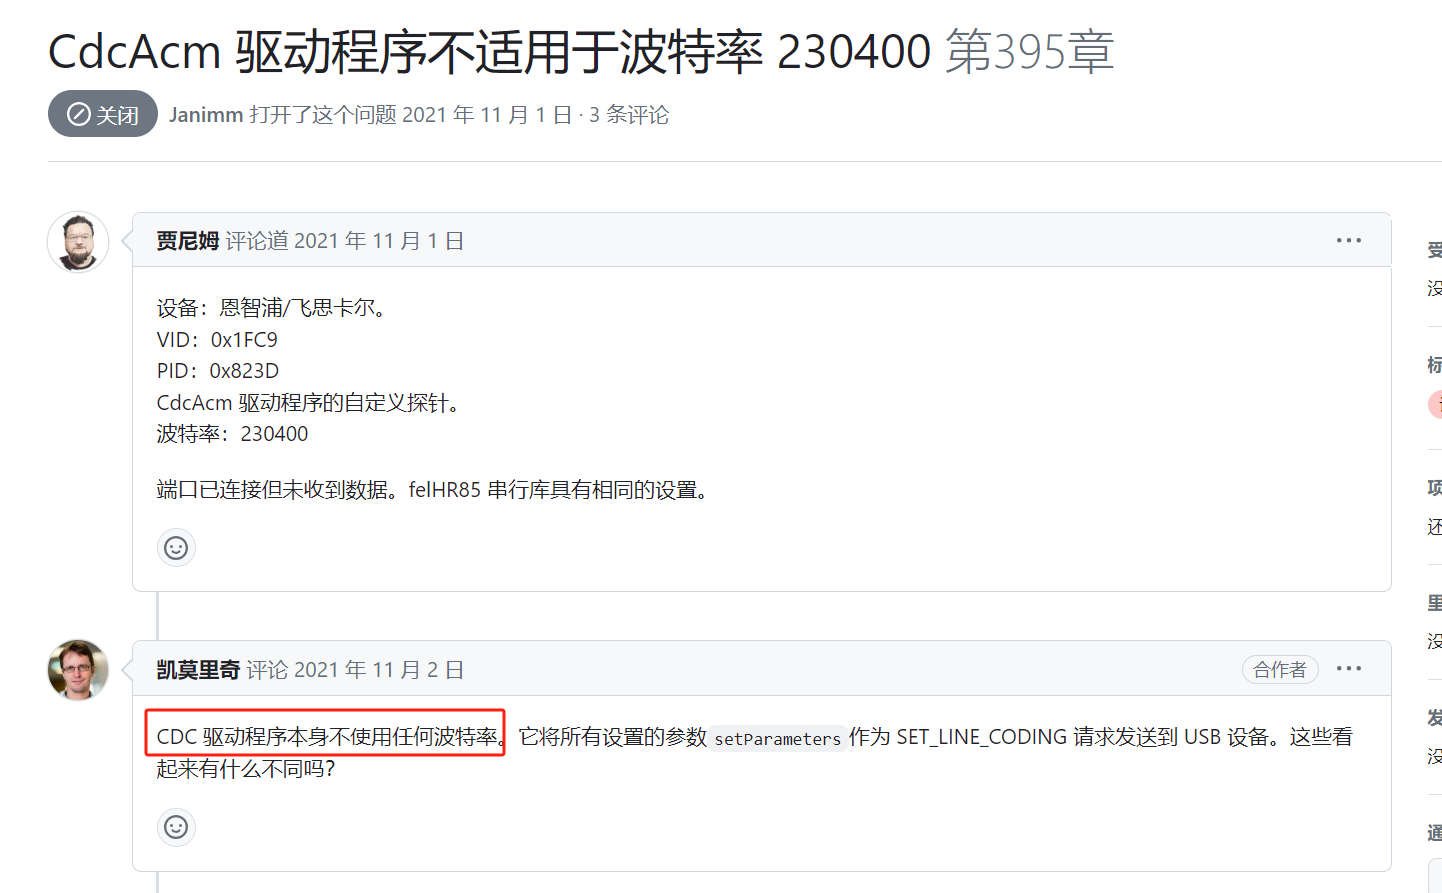 CdcAcm 驱动程序不适用于波特率 230400 第395章
关闭 Janimm 打开了这个问题 2021 年 11 月 1 日 · 3 条评论
贾尼姆 评论道 2021 年 11 月 1 日
设备：恩智浦/飞思卡尔。
VID：0x1FC9
PID：0x823D
CdcAcm 驱动程序的自定义探针。
波特率：230400
端口已连接但未收到数据。felHR85 串行库具有相同的设置。
凯莫里奇 评论 2021 年 11 月 2 日 合作者
CDC 驱动程序本身不使用任何波特率。它将所有设置的参数 setParameters 作为 SET_LINE_CODING 请求发送到 USB 设备。这些看
起来有什么不同吗？